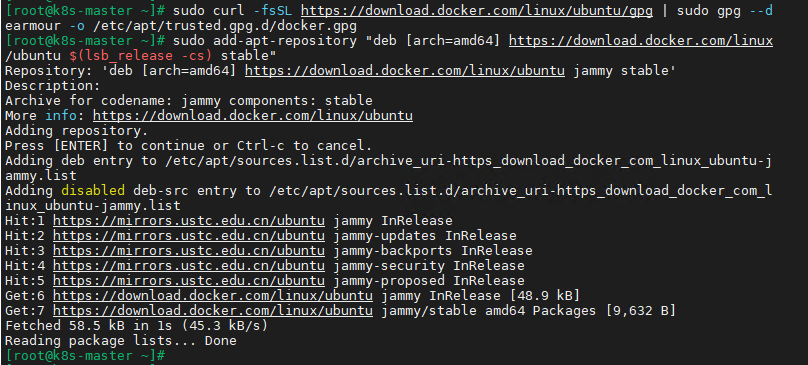 [root@k8s-master ~]# sudo curl -fsSL https://download.docker.com/linux/ubuntu/gpg | sudo gpg --d
earmour -o /etc/apt/trusted.gpg.d/docker.gpg
[root@k8s-master ~]# sudo add-apt-repository "deb [arch=amd64] https://download.docker.com/linux
/ubuntu $(lsb_release -cs) stable"
Repository: 'deb [arch=amd64] https://download.docker.com/linux/ubuntu jammy stable'
Description:
Archive for codename: jammy components: stable
More info: https://download.docker.com/linux/ubuntu
Adding repository.
Press [ENTER] to continue or Ctrl-c to cancel.
Adding deb entry to /etc/apt/sources.list.d/archive_uri-https_download_docker_com_linux_ubuntu-j
ammy.list
Adding disabled deb-src entry to /etc/apt/sources.list.d/archive_uri-https_download_docker_com_l
inux_ubuntu-jammy.list
Hit:1 https://mirrors.ustc.edu.cn/ubuntu jammy InRelease
Hit:2 https://mirrors.ustc.edu.cn/ubuntu jammy-updates InRelease
Hit:3 https://mirrors.ustc.edu.cn/ubuntu jammy-backports InRelease
Hit:4 https://mirrors.ustc.edu.cn/ubuntu jammy-security InRelease
Hit:5 https://mirrors.ustc.edu.cn/ubuntu jammy-proposed InRelease
Get:6 https://download.docker.com/linux/ubuntu jammy InRelease [48.9 kB]
Get:7 https://download.docker.com/linux/ubuntu jammy/stable amd64 Packages [9,632 B]
Fetched 58.5 kB in 1s (45.3 kB/s)
Reading package lists... Done
[root@k8s-master ~]#